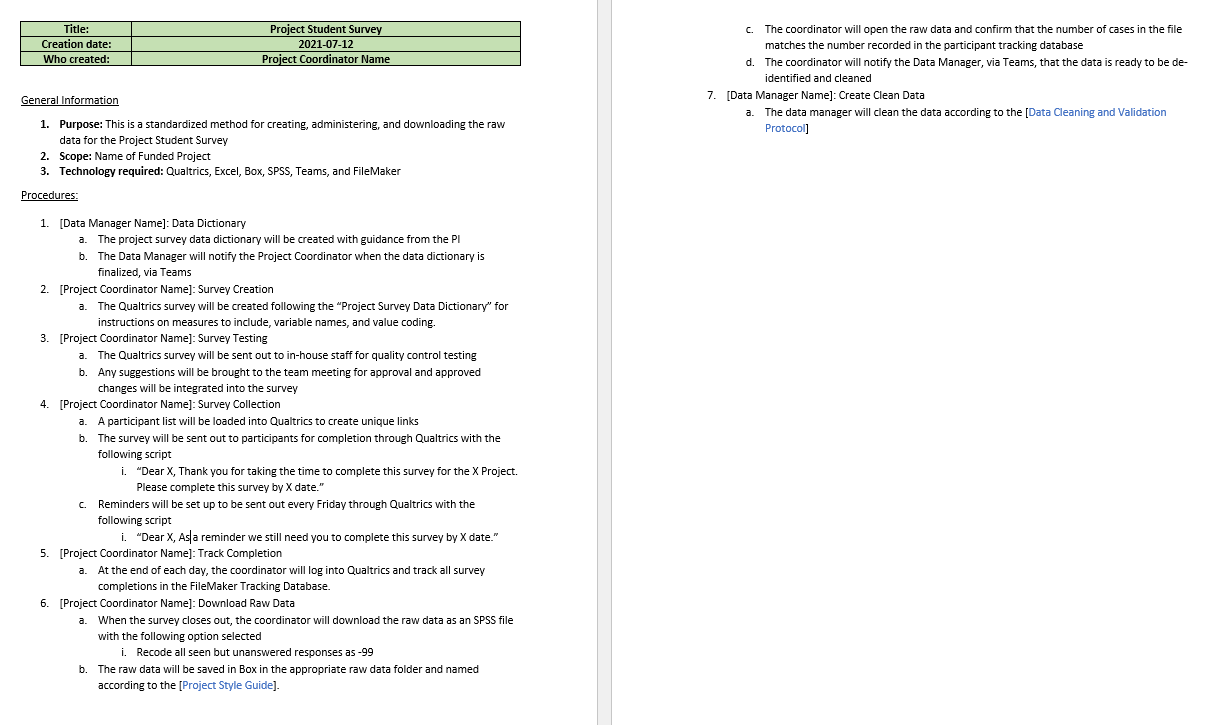 Title: Project Student Survey
Creation date: 2021-07-12
Who created: Project Coordinator Name
General Information
1. Purpose: This is a standardized method for creating, administering, and downloading the raw
data for the Project Student Survey
2. Scope: Name of Funded Project
3. Technology required: Qualtrics, Excel, Box, SPSS, Teams, and FileMaker
Procedures:
1. [Data Manager Name]: Data Dictionary
a. The project survey data dictionary will be created with guidance from the PI
b. The Data Manager will notify the Project Coordinator when the data dictionary is
finalized, via Teams
2. [Project Coordinator Name]: Survey Creation
a. The Qualtrics survey will be created following the “Project Survey Data Dictionary” for
instructions on measures to include, variable names, and value coding.
3. [Project Coordinator Name]: Survey Testing
a. The Qualtrics survey will be sent out to in-house staff for quality control testing
b. Any suggestions will be brought to the team meeting for approval and approved
changes will be integrated into the survey
4. [Project Coordinator Name]: Survey Collection
a. A participant list will be loaded into Qualtrics to create unique links
b. The survey will be sent out to participants for completion through Qualtrics with the
following script
i. “Dear X, Thank you for taking the time to complete this survey for the X Project.
Please complete this survey by X date.”
c. Reminders will be set up to be sent out every Friday through Qualtrics with the
following script
i. “Dear X, As a reminder we still need you to complete this survey by X date.”
5. [Project Coordinator Name]: Track Completion
a. At the end of each day, the coordinator will log into Qualtrics and track all survey
completions in the FileMaker Tracking Database.
6. [Project Coordinator Name]: Download Raw Data
a. When the survey closes out, the coordinator will download the raw data as an SPSS file
with the following option selected
i. Recode all seen but unanswered responses as -99
b. The raw data will be saved in Box in the appropriate raw data folder and named
according to the [Project Style Guide].
c. The coordinator will open the raw data and confirm that the number of cases in the file
matches the number recorded in the participant tracking database
d. The coordinator will notify the Data Manager, via Teams, that the data is ready to be de-
identified and cleaned
7. [Data Manager Name]: Create Clean Data
a. The data manager will clean the data according to the [Data Cleaning and Validation
Protocol]